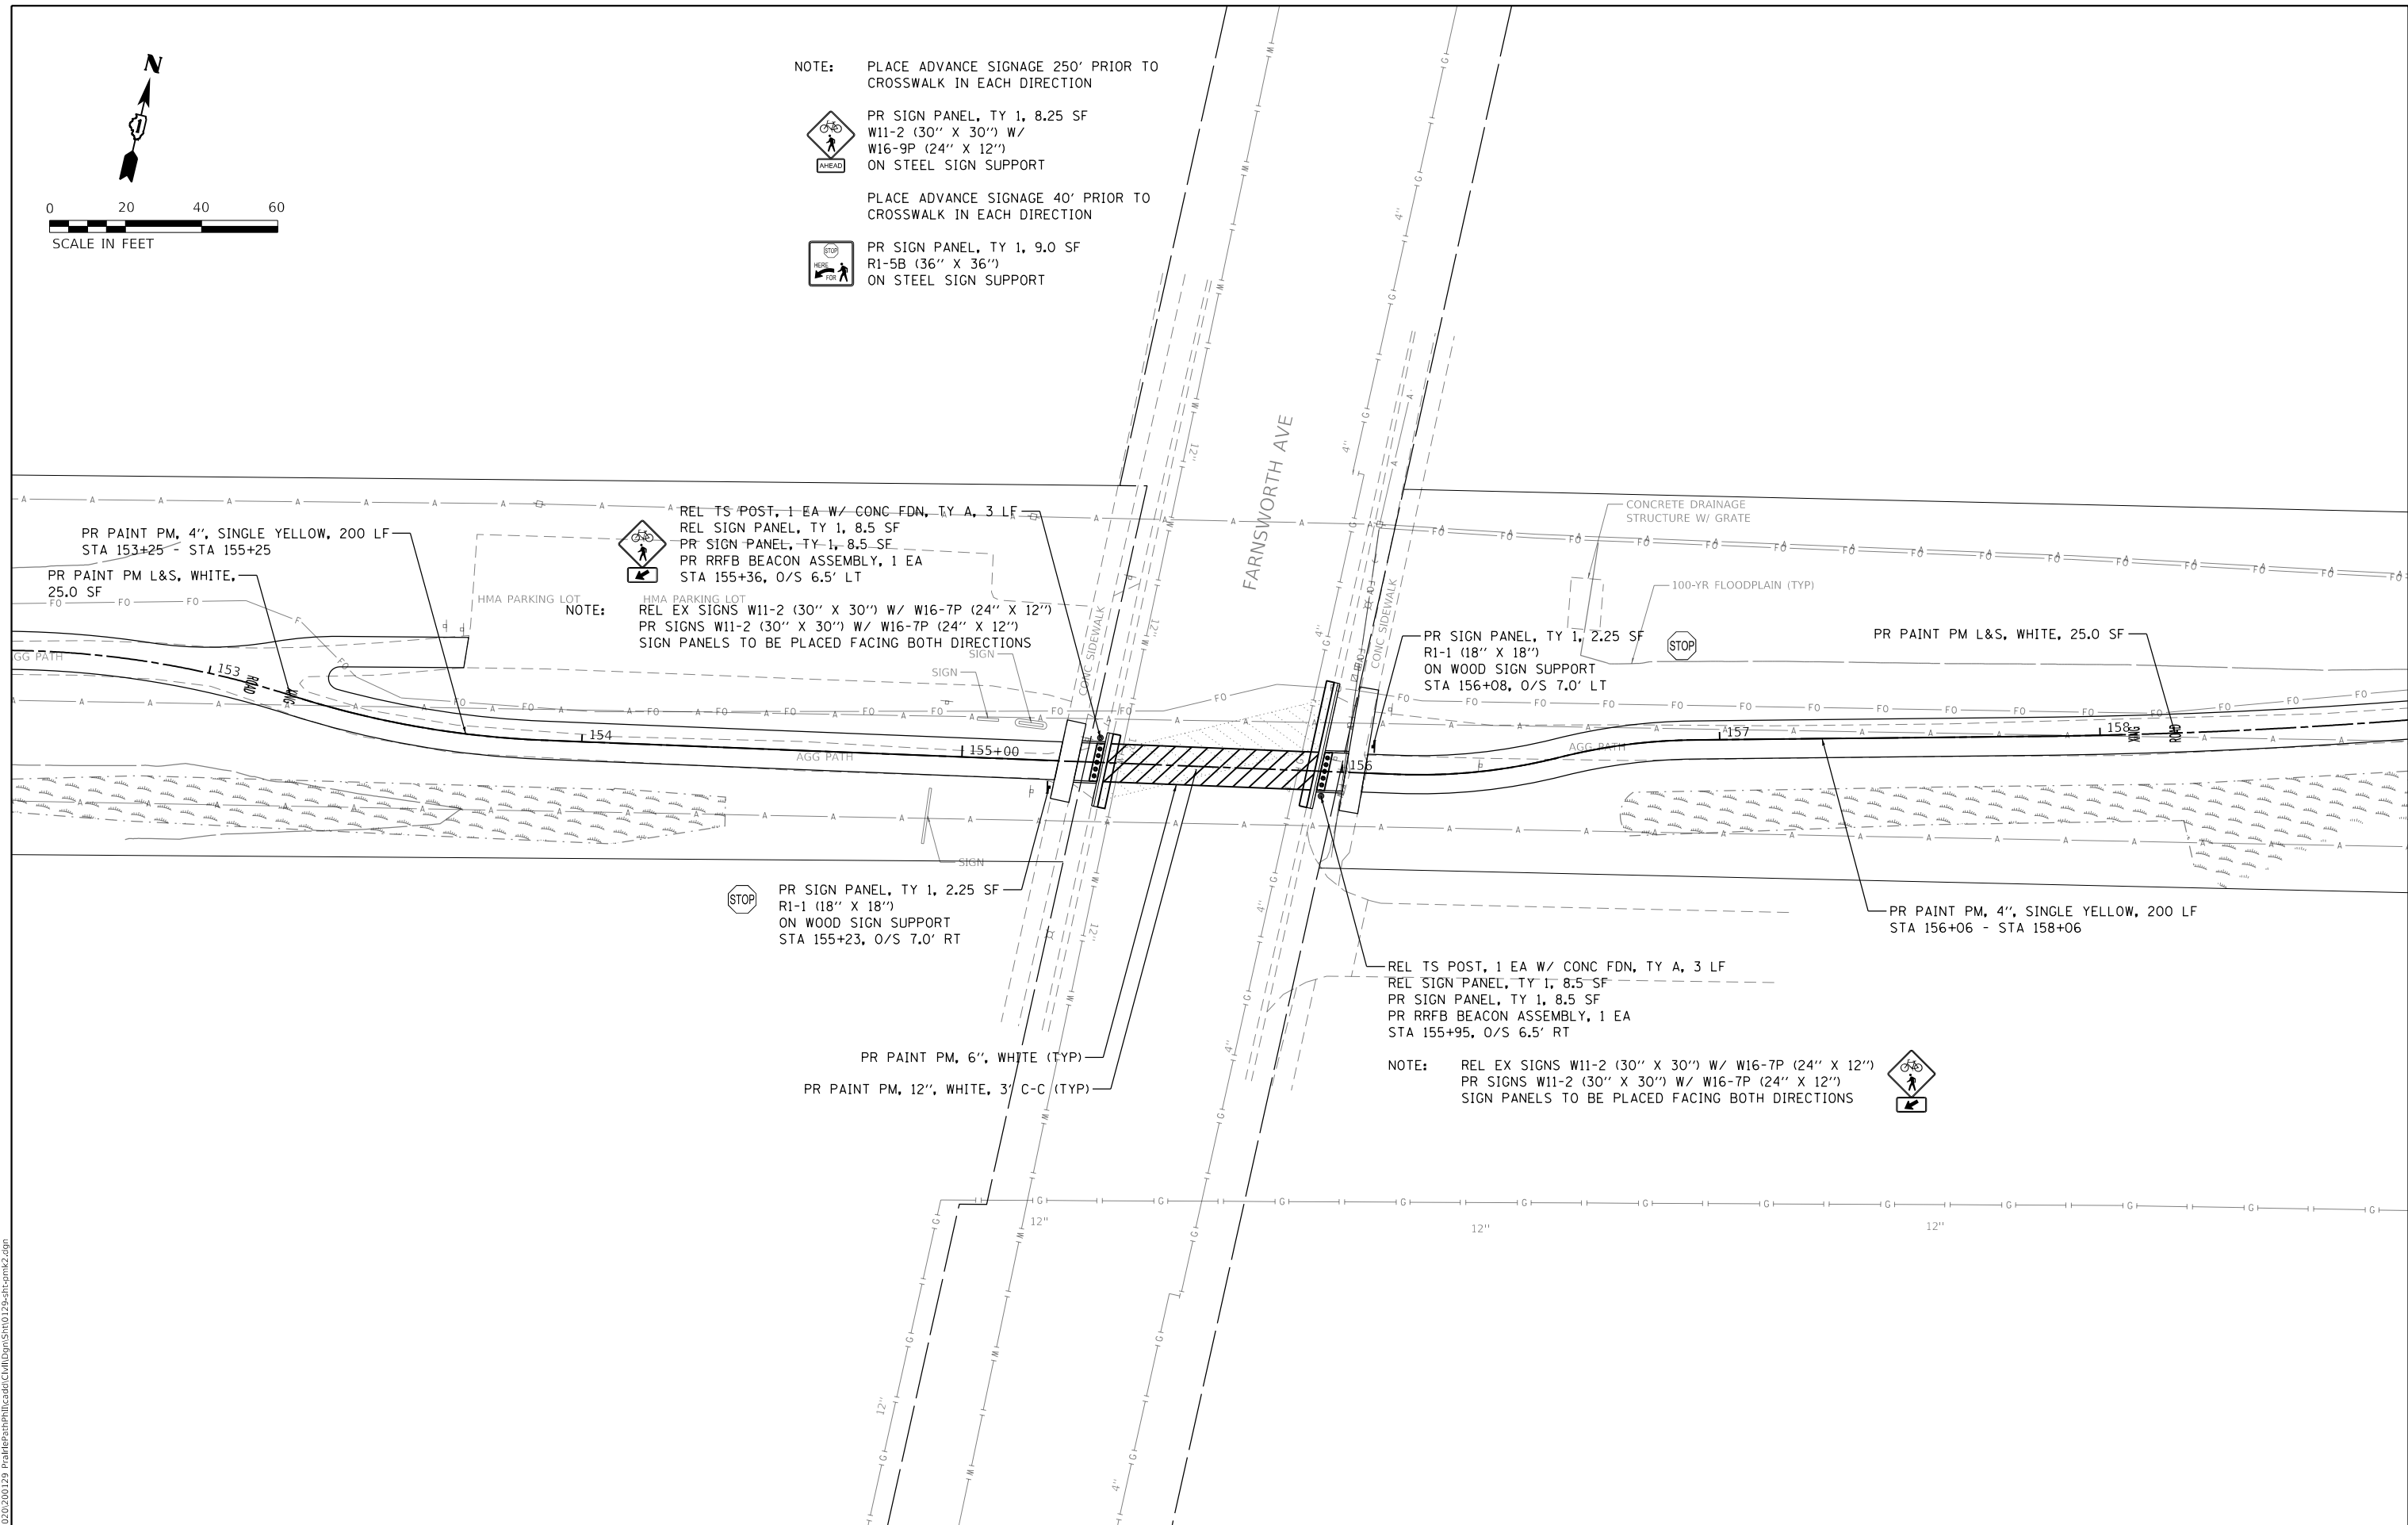 N
0 20 40 60
SCALE IN FEET
NOTE: PLACE ADVANCE SIGNAGE 250' PRIOR TO
CROSSWALK IN EACH DIRECTION
PR SIGN PANEL, TY 1, 8.25 SF
W11-2 (30'' X 30'') W/
W16-9P (24'' X 12'')
ON STEEL SIGN SUPPORT
AHEAD
PLACE ADVANCE SIGNAGE 40' PRIOR TO
CROSSWALK IN EACH DIRECTION
STOP
HERE
FOR
PR SIGN PANEL, TY 1, 9.0 SF
R1-5B (36'' X 36'')
ON STEEL SIGN SUPPORT
FARNSWORTH AVE
PR PAINT PM, 4'', SINGLE YELLOW, 200 LF
STA 153+25 - STA 155+25
PR PAINT PM L&S, WHITE,
25.0 SF
REL TS POST, 1 EA W/ CONC FDN, TY A, 3 LF
REL SIGN PANEL, TY 1, 8.5 SF
PR SIGN PANEL, TY 1, 8.5 SF
PR RRFB BEACON ASSEMBLY, 1 EA
STA 155+36, O/S 6.5' LT
HMA PARKING LOT
HMA PARKING LOT
NOTE: REL EX SIGNS W11-2 (30'' X 30'') W/ W16-7P (24'' X 12'')
PR SIGNS W11-2 (30'' X 30'') W/ W16-7P (24'' X 12'')
SIGN PANELS TO BE PLACED FACING BOTH DIRECTIONS
SIGN
SIGN
CONC SIDEWALK
CONC SIDEWALK
CONCRETE DRAINAGE
STRUCTURE W/ GRATE
100-YR FLOODPLAIN (TYP)
PR SIGN PANEL, TY 1, 2.25 SF
R1-1 (18'' X 18'')
ON WOOD SIGN SUPPORT
STA 156+08, O/S 7.0' LT
STOP
PR PAINT PM L&S, WHITE, 25.0 SF
GG PATH
153
ROAD
XING
154
155+00
AGG PATH
156
AGG PATH
157
158
XING
ROAD
SIGN
STOP
PR SIGN PANEL, TY 1, 2.25 SF
R1-1 (18'' X 18'')
ON WOOD SIGN SUPPORT
STA 155+23, O/S 7.0' RT
PR PAINT PM, 4'', SINGLE YELLOW, 200 LF
STA 156+06 - STA 158+06
REL TS POST, 1 EA W/ CONC FDN, TY A, 3 LF
REL SIGN PANEL, TY 1, 8.5 SF
PR SIGN PANEL, TY 1, 8.5 SF
PR RRFB BEACON ASSEMBLY, 1 EA
STA 155+95, O/S 6.5' RT
PR PAINT PM, 6'', WHITE (TYP)
PR PAINT PM, 12'', WHITE, 3' C-C (TYP)
NOTE: REL EX SIGNS W11-2 (30'' X 30'') W/ W16-7P (24'' X 12'')
PR SIGNS W11-2 (30'' X 30'') W/ W16-7P (24'' X 12'')
SIGN PANELS TO BE PLACED FACING BOTH DIRECTIONS
12'' 12'' 12''
12''
4''